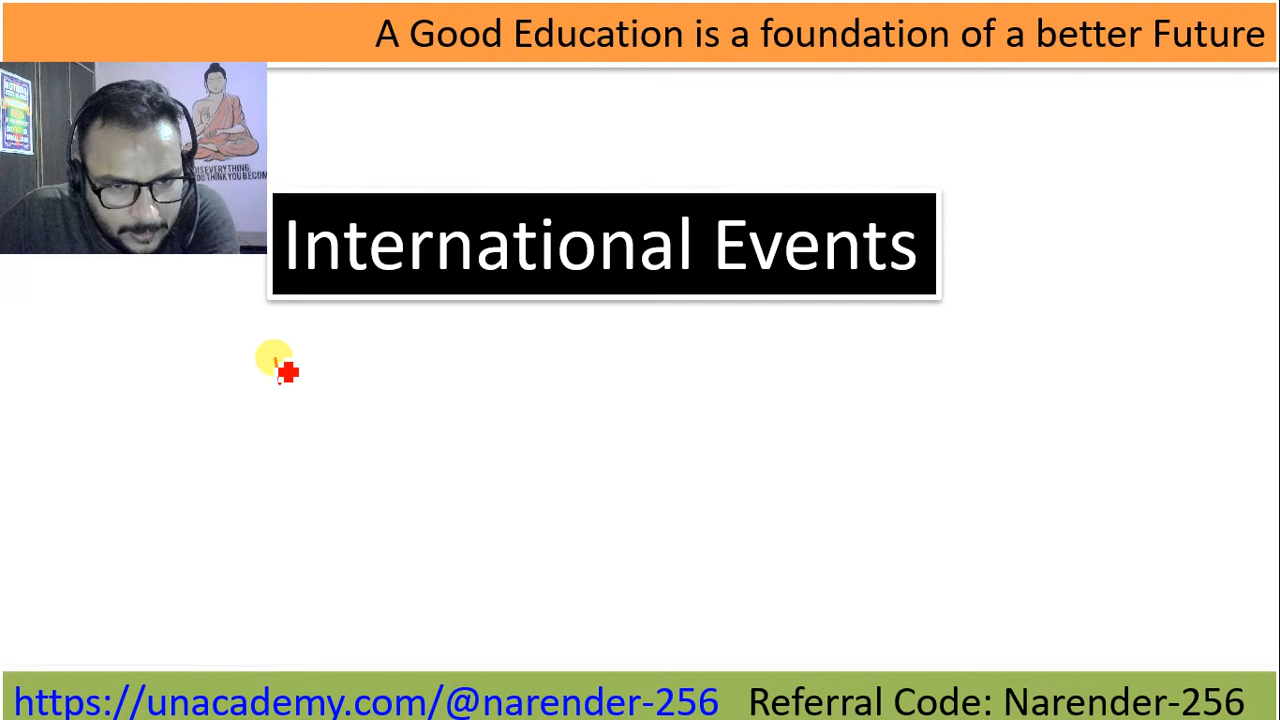 A Good Education is a foundation of a better Future
International Events
https://unacademy.com/@narender-256 Referral Code: Narender-256